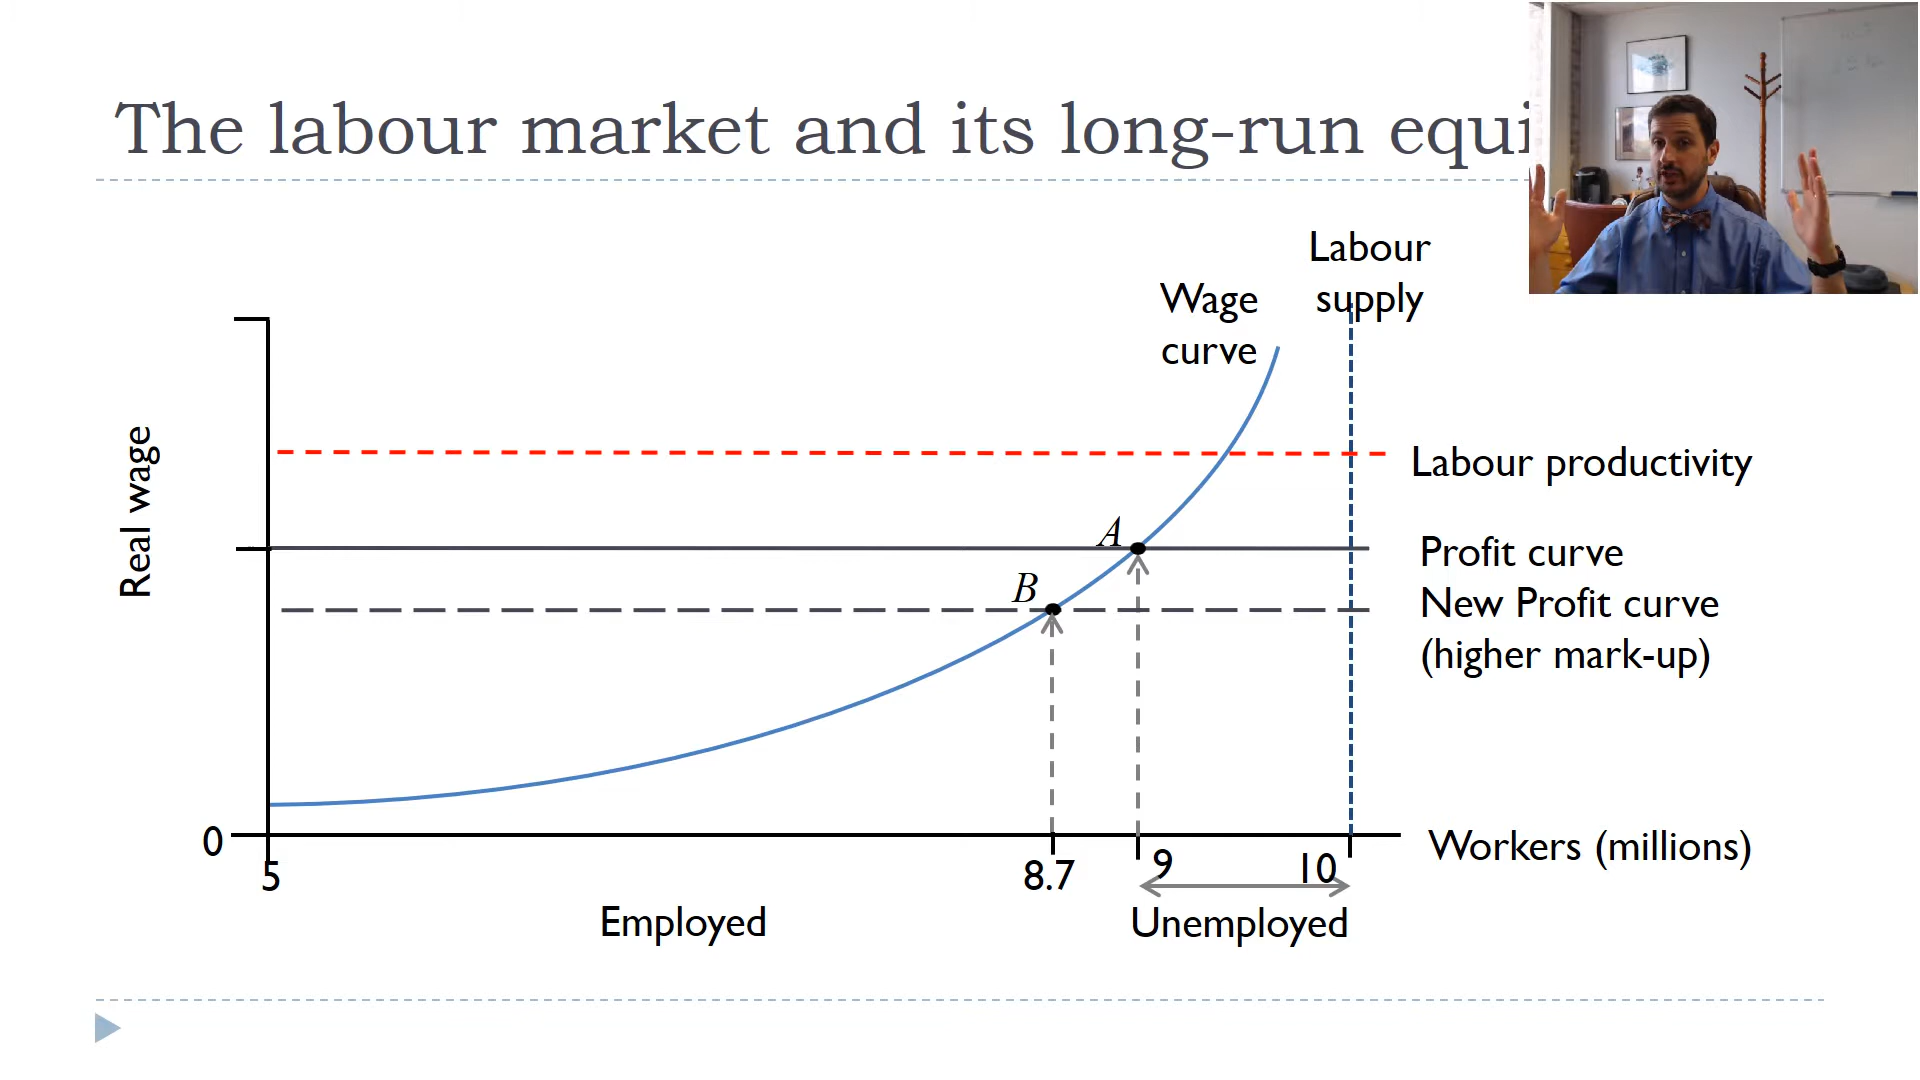 The labour market and its long-run equi
Labour
supply
Wage
curve
Real wage
Labour productivity
A
Profit curve
B
New Profit curve
(higher mark-up)
0
Workers (millions)
5
8.7
9
10
Employed
Unemployed